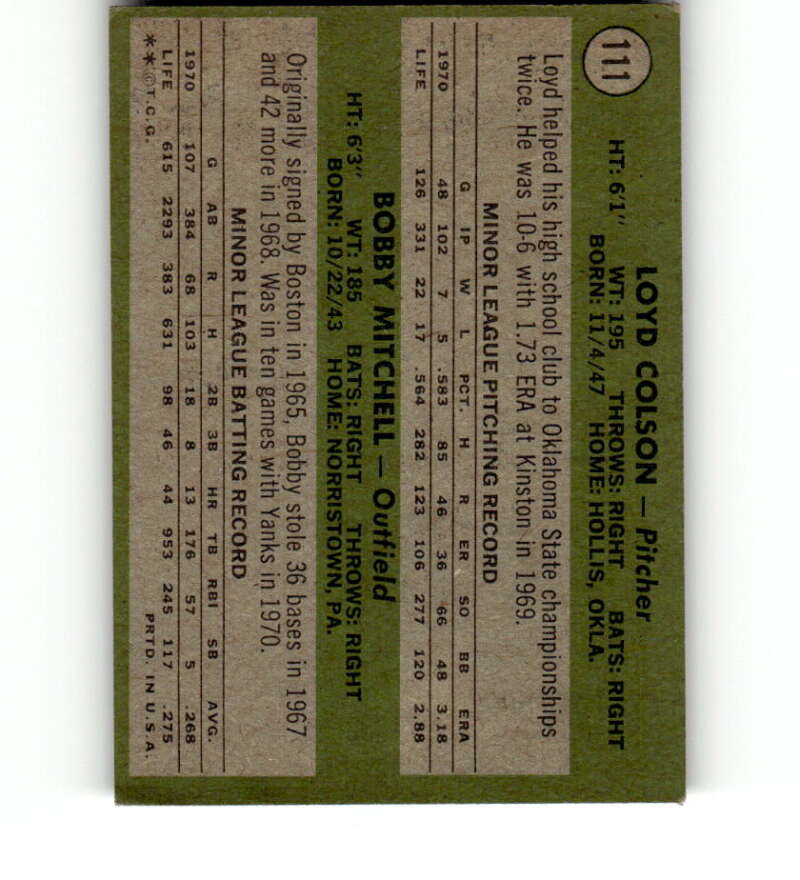 111
LOYD COLSON — Pitcher
HT: 6'1" WT: 195 THROWS: RIGHT BATS: RIGHT
BORN: 11/4/47 HOME: HOLLIS, OKLA.
Loyd helped his high school club to Oklahoma State championships
twice. He was 10-6 with 1.73 ERA at Kinston in 1969.
MINOR LEAGUE PITCHING RECORD
G IP W L PCT. H R ER SO BB ERA
1970 48 102 7 5 .583 85 46 36 66 48 3.18
LIFE 126 331 22 17 .564 282 123 106 277 120 2.88
BOBBY MITCHELL — Outfield
HT: 6'3" WT: 185 BATS: RIGHT THROWS: RIGHT
BORN: 10/22/43 HOME: NORRISTOWN, PA.
Originally signed by Boston in 1965, Bobby stole 36 bases in 1967
and 42 more in 1968. Was in ten games with Yanks in 1970.
MINOR LEAGUE BATTING RECORD
G AB R H 2B 3B HR TB RBI SB AVG.
1970 107 384 68 103 18 8 13 176 57 5 .268
LIFE 615 2293 383 631 98 46 44 953 245 117 .275
**©T.C.G. PRTD. IN U.S.A.